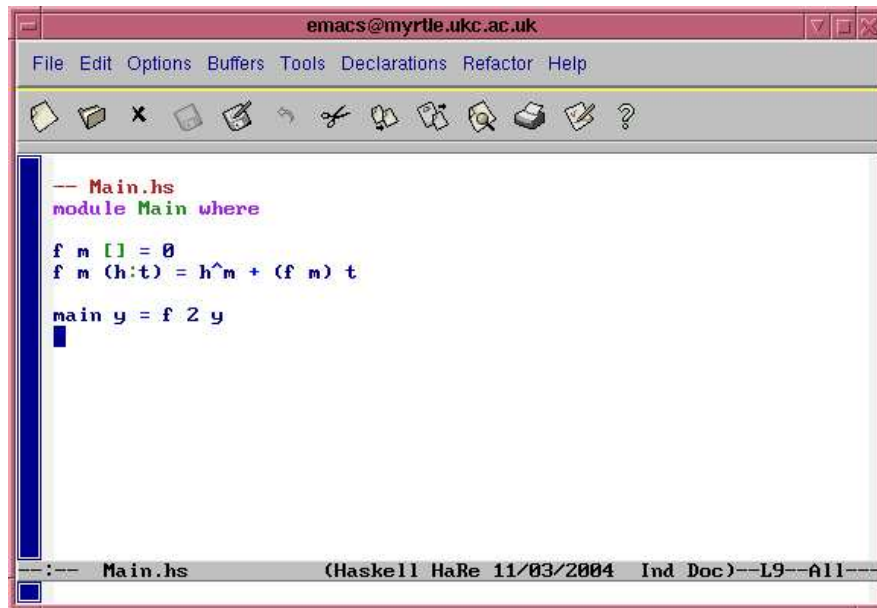 emacs@myrtle.ukc.ac.uk
File Edit Options Buffers Tools Declarations Refactor Help
-- Main.hs
module Main where
f m [] = 0
f m (h:t) = h^m + (f m) t
main y = f 2 y
--:-- Main.hs (Haskell HaRe 11/03/2004 Ind Doc)--L9--All---